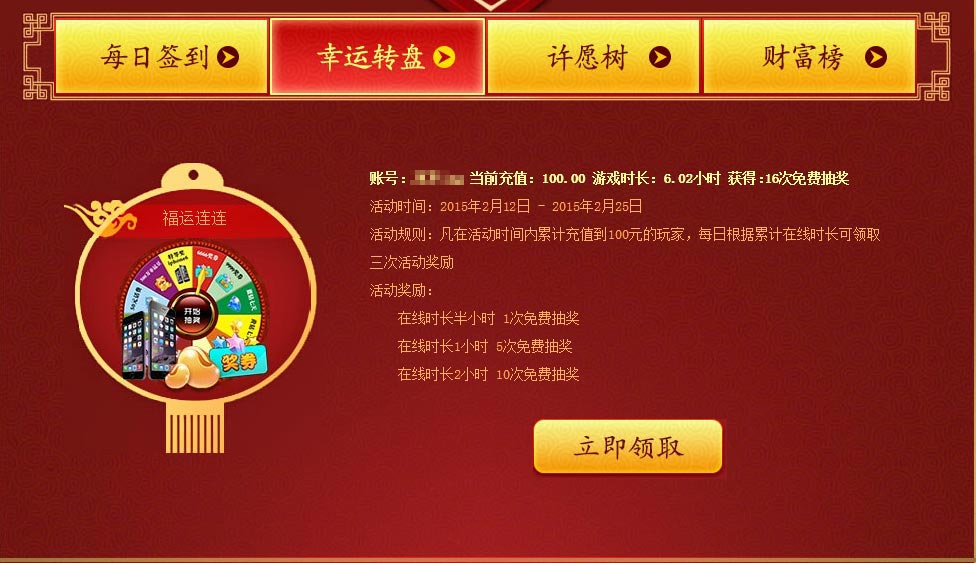 每日签到
幸运转盘
许愿树
财富榜
账号: 当前充值: 100.00 游戏时长: 6.02小时 获得:16次免费抽奖
福运连连
活动时间: 2015年2月12日 - 2015年2月25日
活动规则: 凡在活动时间内累计充值到100元的玩家，每日根据累计在线时长可领取
三次活动奖励
活动奖励:
在线时长半小时 1次免费抽奖
在线时长1小时 5次免费抽奖
在线时长2小时 10次免费抽奖
开始
抽奖
奖券
立即领取